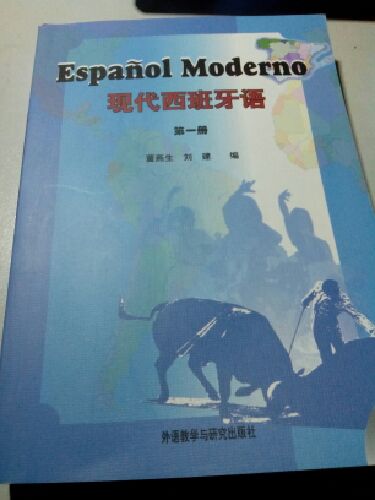 Español Moderno
现代西班牙语
第一册
董燕生 刘建 编
外语教学与研究出版社